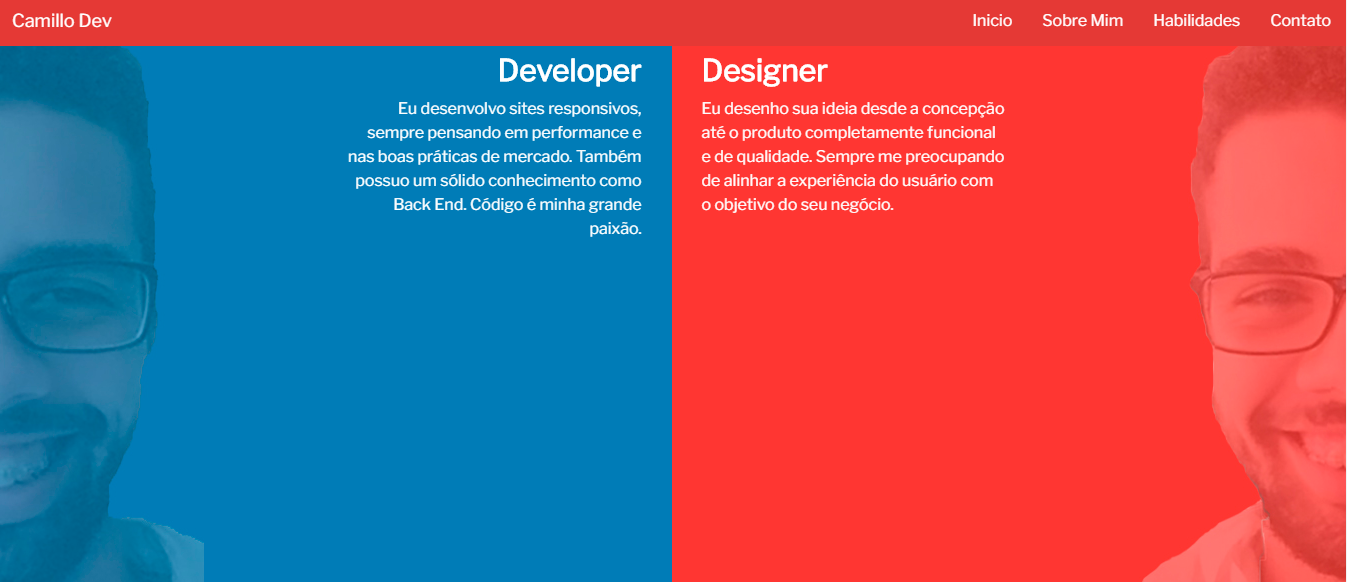 Camillo Dev
Inicio
Sobre Mim
Habilidades
Contato
Developer
Eu desenvolvo sites responsivos,
sempre pensando em performance e
nas boas práticas de mercado. Também
possuo um sólido conhecimento como
Back End. Código é minha grande
paixão.
Designer
Eu desenho sua ideia desde a concepção
até o produto completamente funcional
e de qualidade. Sempre me preocupando
de alinhar a experiência do usuário com
o objetivo do seu negócio.